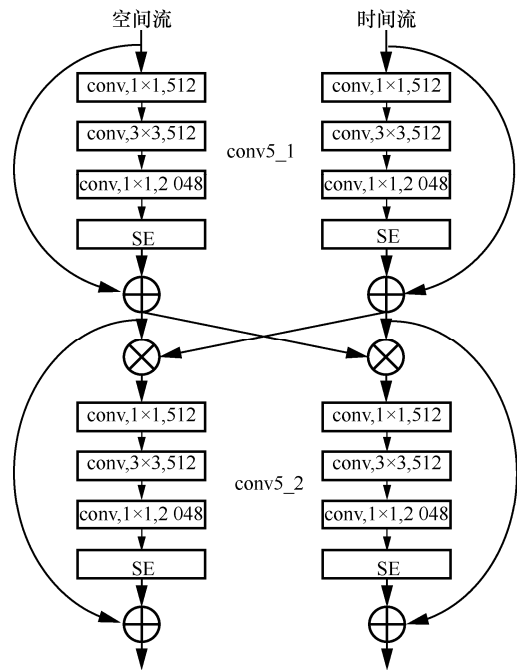 空间流
时间流
conv,1×1,512
conv,1×1,512
conv,3×3,512
conv,3×3,512
conv5_1
conv,1×1,2 048
conv,1×1,2 048
SE
SE
conv,1×1,512
conv,1×1,512
conv,3×3,512
conv,3×3,512
conv5_2
conv,1×1,2 048
conv,1×1,2 048
SE
SE